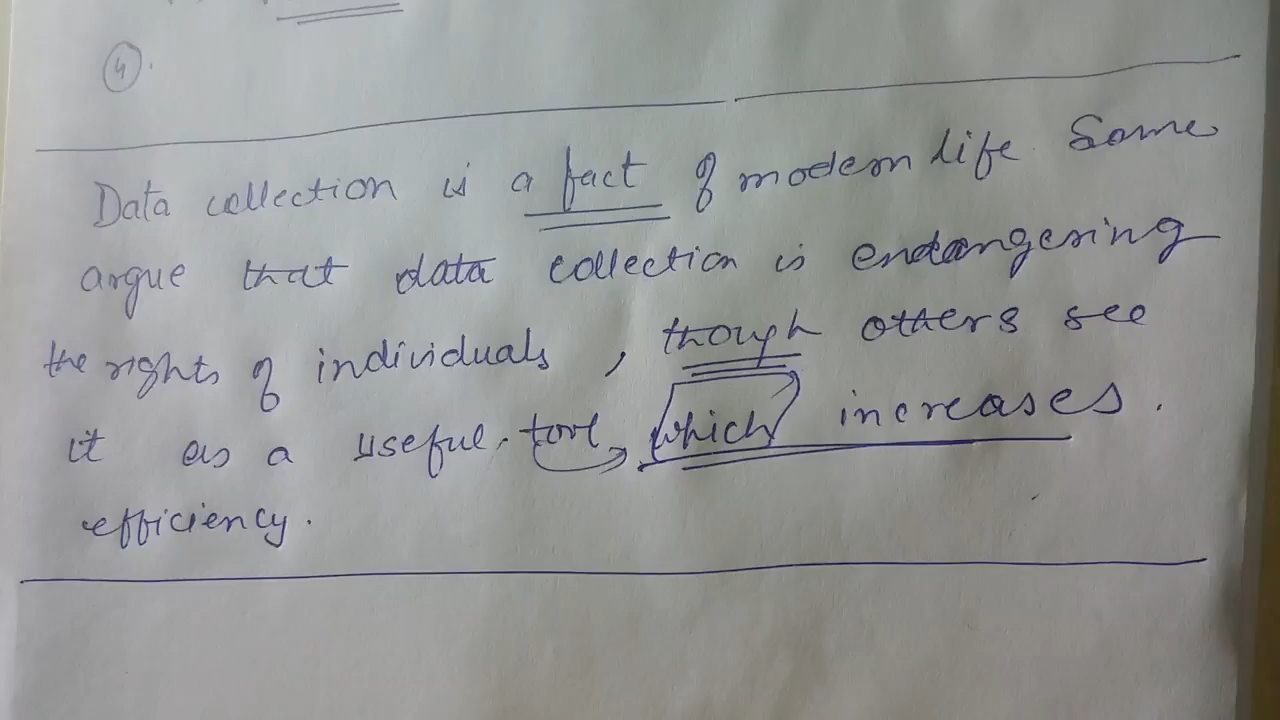 4.
Data collection is a fact of modern life. Some
argue that data collection is endangering
the rights of individuals, though others see
it as a useful tool, which increases.
efficiency.